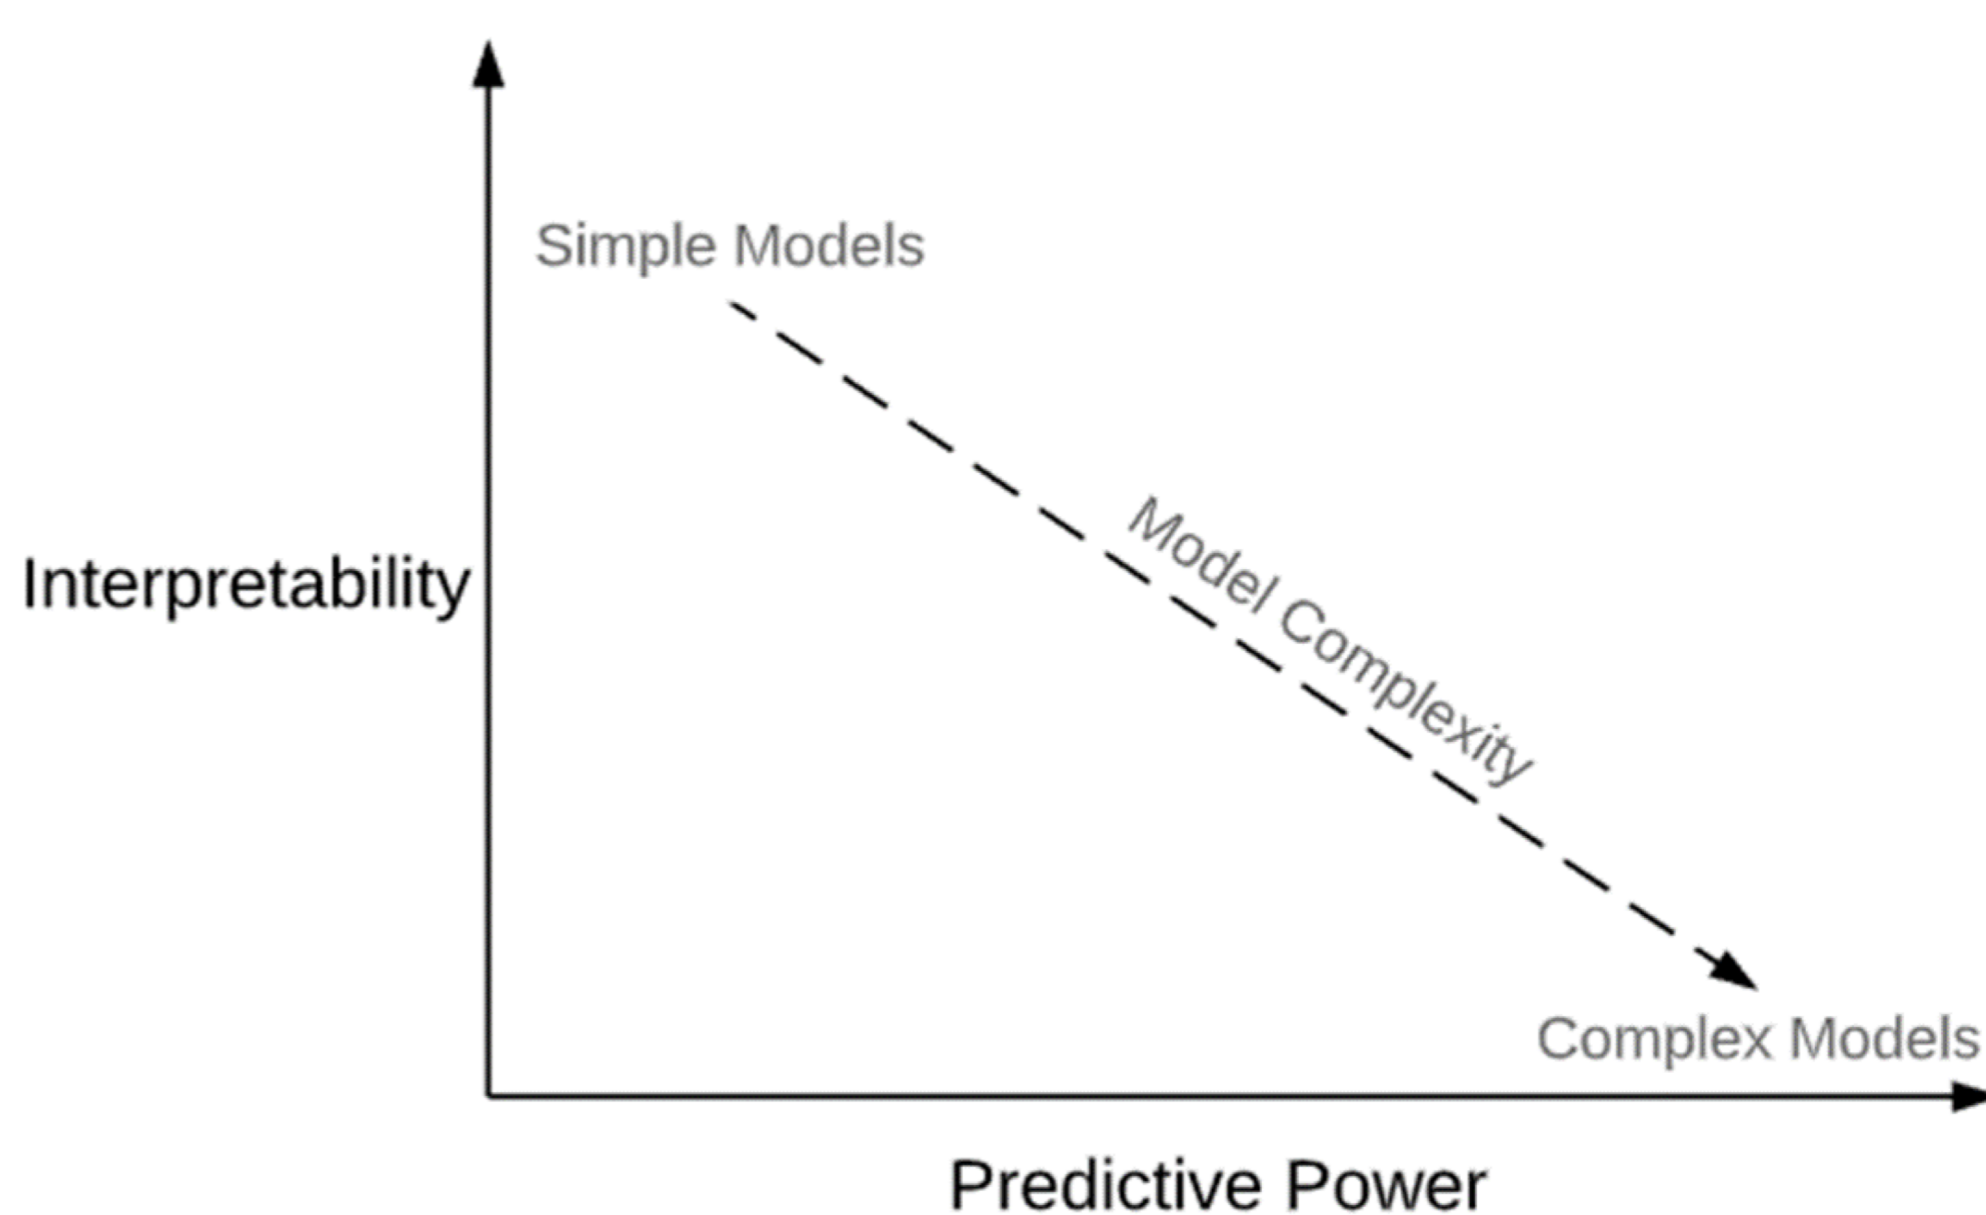 Simple Models
Model Complexity
Interpretability
Complex Models
Predictive Power